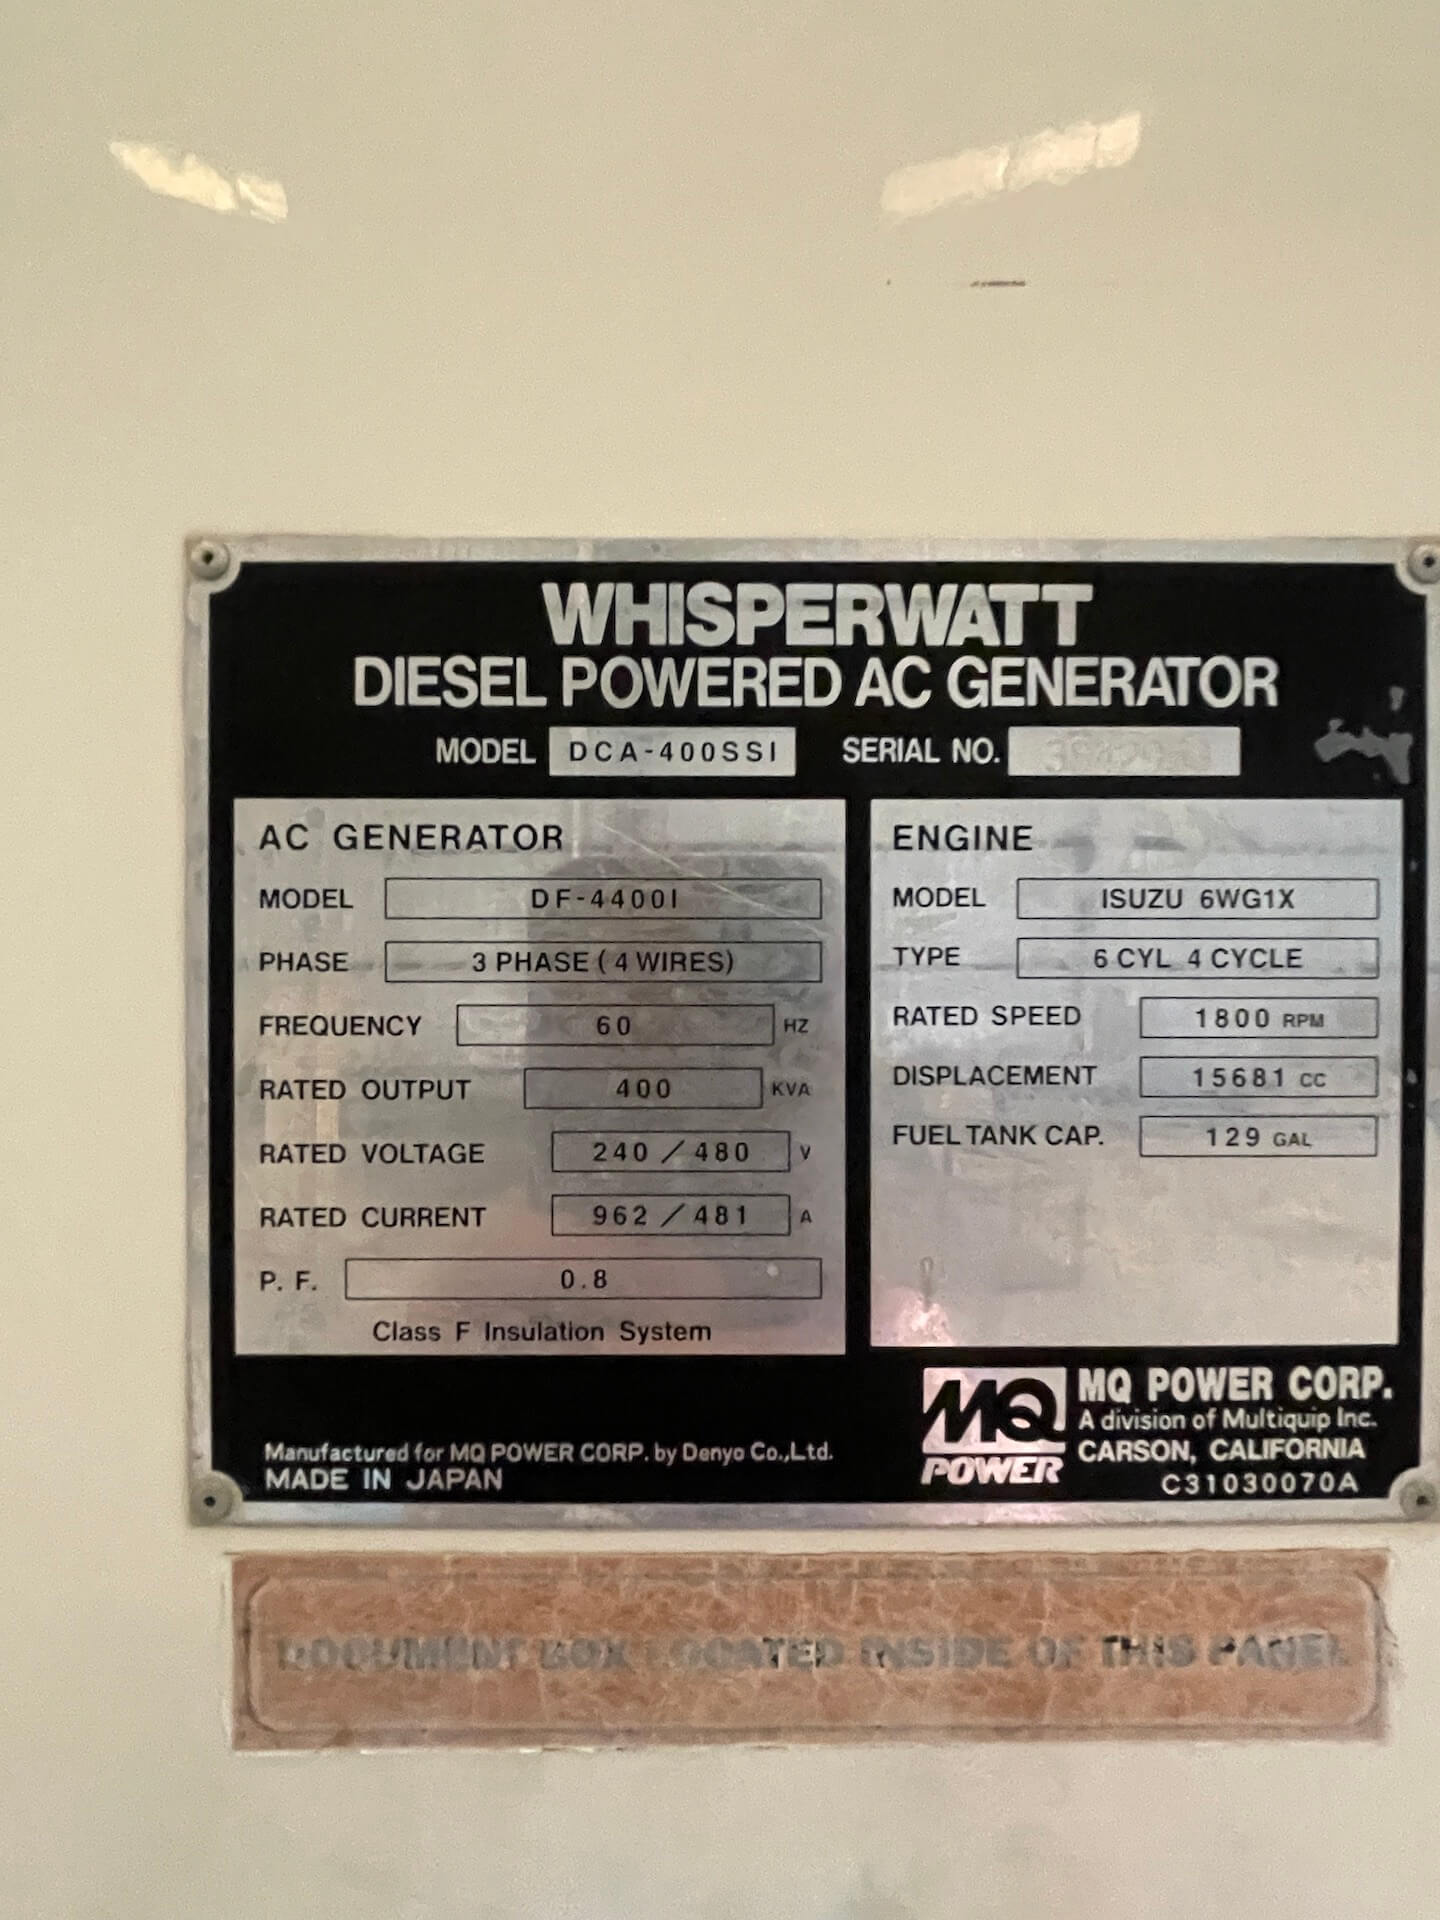 WHISPERWATT
DIESEL POWERED AC GENERATOR
MODEL DCA-400SSI SERIAL NO.
AC GENERATOR
MODEL DF-4400I
PHASE 3 PHASE (4 WIRES)
FREQUENCY 60 HZ
RATED OUTPUT 400 KVA
RATED VOLTAGE 240/480 V
RATED CURRENT 962/481 A
P. F. 0.8
Class F Insulation System
ENGINE
MODEL ISUZU 6WG1X
TYPE 6 CYL 4 CYCLE
RATED SPEED 1800 RPM
DISPLACEMENT 15681 CC
FUEL TANK CAP. 129 GAL
Manufactured for MQ POWER CORP. by Denyo Co.,Ltd.
MADE IN JAPAN
MQ
POWER
MQ POWER CORP.
A division of Multiquip Inc.
CARSON, CALIFORNIA
C31030070A
DOCUMENT BOX LOCATED INSIDE OF THIS PANEL